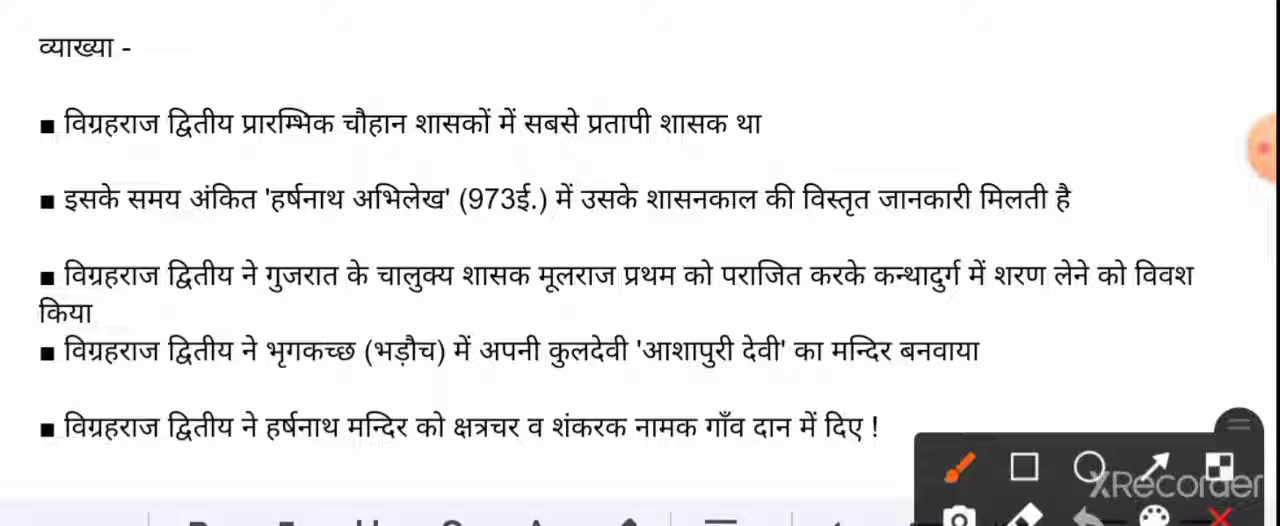 व्याख्या -
■ विग्रहराज द्वितीय प्रारम्भिक चौहान शासकों में सबसे प्रतापी शासक था
■ इसके समय अंकित 'हर्षनाथ अभिलेख' (973ई.) में उसके शासनकाल की विस्तृत जानकारी मिलती है
■ विग्रहराज द्वितीय ने गुजरात के चालुक्य शासक मूलराज प्रथम को पराजित करके कन्थादुर्ग में शरण लेने को विवश
किया
■ विग्रहराज द्वितीय ने भृगकच्छ (भड़ौच) में अपनी कुलदेवी 'आशापुरी देवी' का मन्दिर बनवाया
■ विग्रहराज द्वितीय ने हर्षनाथ मन्दिर को क्षत्रचर व शंकरक नामक गाँव दान में दिए !
XRecorder